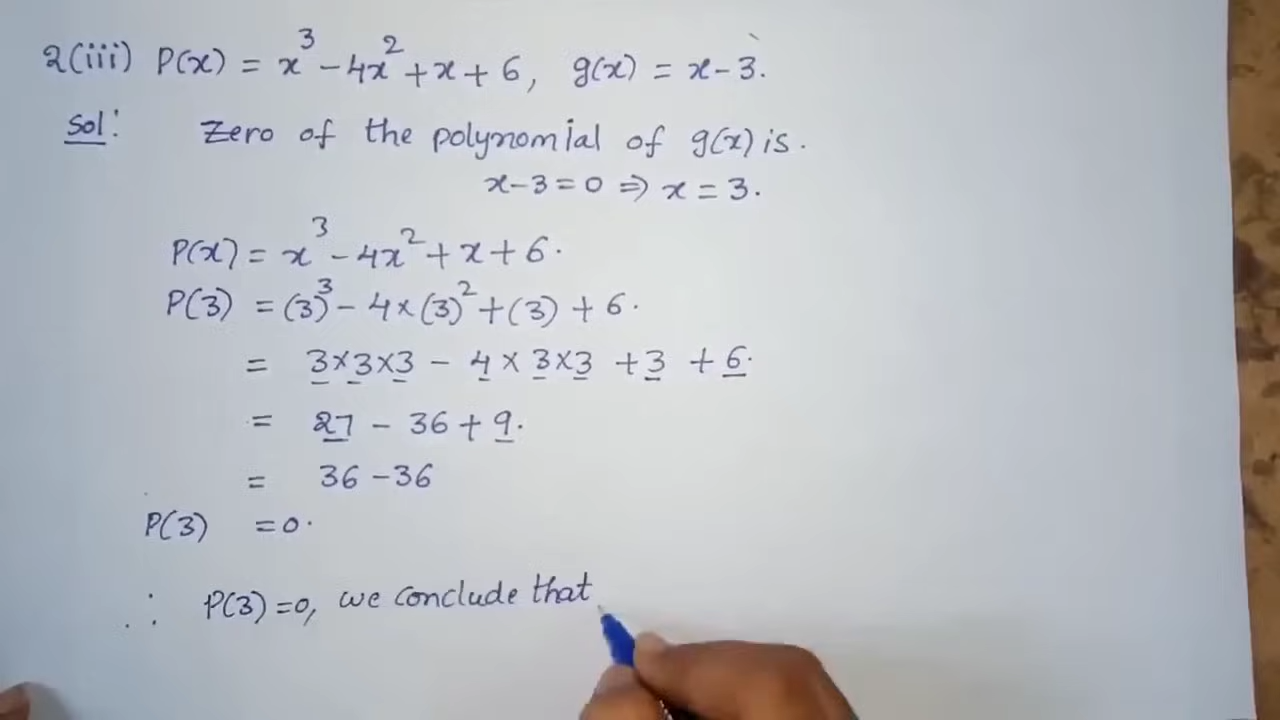 2(iii) P(x) = x³ - 4x² + x + 6, g(x) = x - 3.
Sol: Zero of the polynomial of g(x) is.
x - 3 = 0 ⇒ x = 3.
P(x) = x³ - 4x² + x + 6.
P(3) = (3)³ - 4 × (3)² + (3) + 6.
= 3×3×3 - 4 × 3×3 + 3 + 6.
= 27 - 36 + 9.
= 36 - 36
P(3) = 0.
∴ P(3) = 0, we conclude that